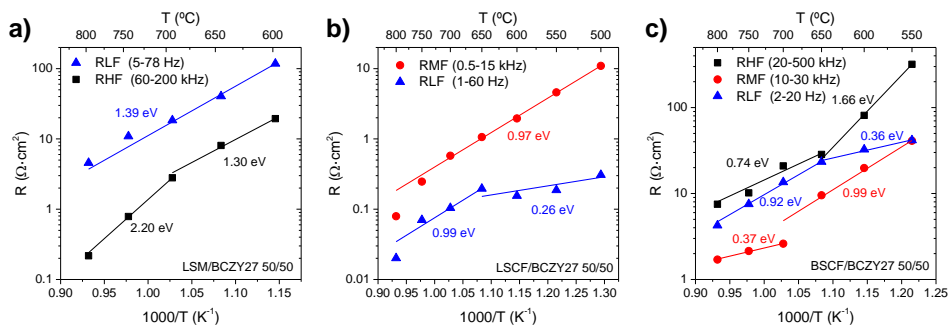 a)
T (ºC)
800 750 700 650 600
RLF (5-78 Hz)
RHF (60-200 kHz)
1.39 eV
1.30 eV
2.20 eV
LSM/BCZY27 50/50
R (Ω·cm²)
100
10
1
0.1
0.90 0.95 1.00 1.05 1.10 1.15
1000/T (K⁻¹)
b)
T (ºC)
800 750 700 650 600 550 500
RMF (0.5-15 kHz)
RLF (1-60 Hz)
0.97 eV
0.99 eV
0.26 eV
LSCF/BCZY27 50/50
R (Ω·cm²)
10
1
0.1
0.01
0.90 0.95 1.00 1.05 1.10 1.15 1.20 1.25 1.30
1000/T (K⁻¹)
c)
T (ºC)
800 750 700 650 600 550
RHF (20-500 kHz)
RMF (10-30 kHz)
RLF (2-20 Hz)
1.66 eV
0.36 eV
0.74 eV
0.92 eV
0.99 eV
0.37 eV
BSCF/BCZY27 50/50
R (Ω·cm²)
100
10
1
0.90 0.95 1.00 1.05 1.10 1.15 1.20 1.25
1000/T (K⁻¹)